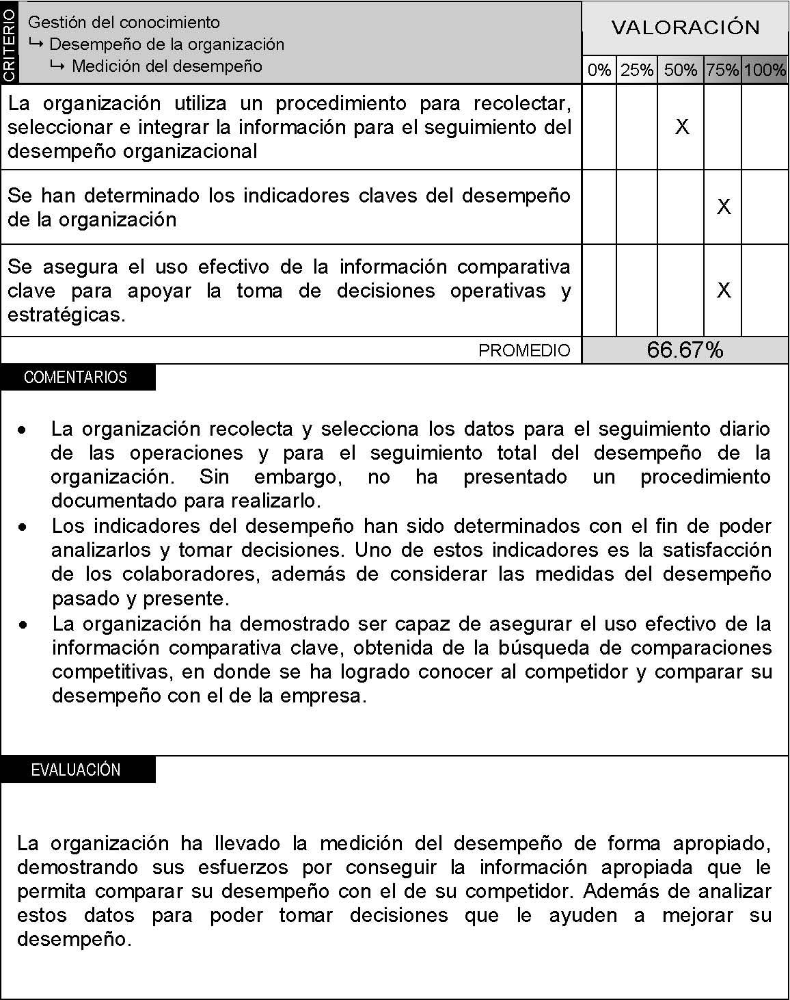 CRITERIO
Gestión del conocimiento
↳ Desempeño de la organización
↳ Medición del desempeño
VALORACIÓN
0% 25% 50% 75% 100%
La organización utiliza un procedimiento para recolectar,
seleccionar e integrar la información para el seguimiento del
desempeño organizacional
X
Se han determinado los indicadores claves del desempeño
de la organización
X
Se asegura el uso efectivo de la información comparativa
clave para apoyar la toma de decisiones operativas y
estratégicas.
X
PROMEDIO 66.67%
COMENTARIOS
• La organización recolecta y selecciona los datos para el seguimiento diario
de las operaciones y para el seguimiento total del desempeño de la
organización. Sin embargo, no ha presentado un procedimiento
documentado para realizarlo.
• Los indicadores del desempeño han sido determinados con el fin de poder
analizarlos y tomar decisiones. Uno de estos indicadores es la satisfacción
de los colaboradores, además de considerar las medidas del desempeño
pasado y presente.
• La organización ha demostrado ser capaz de asegurar el uso efectivo de la
información comparativa clave, obtenida de la búsqueda de comparaciones
competitivas, en donde se ha logrado conocer al competidor y comparar su
desempeño con el de la empresa.
EVALUACIÓN
La organización ha llevado la medición del desempeño de forma apropiado,
demostrando sus esfuerzos por conseguir la información apropiada que le
permita comparar su desempeño con el de su competidor. Además de analizar
estos datos para poder tomar decisiones que le ayuden a mejorar su
desempeño.